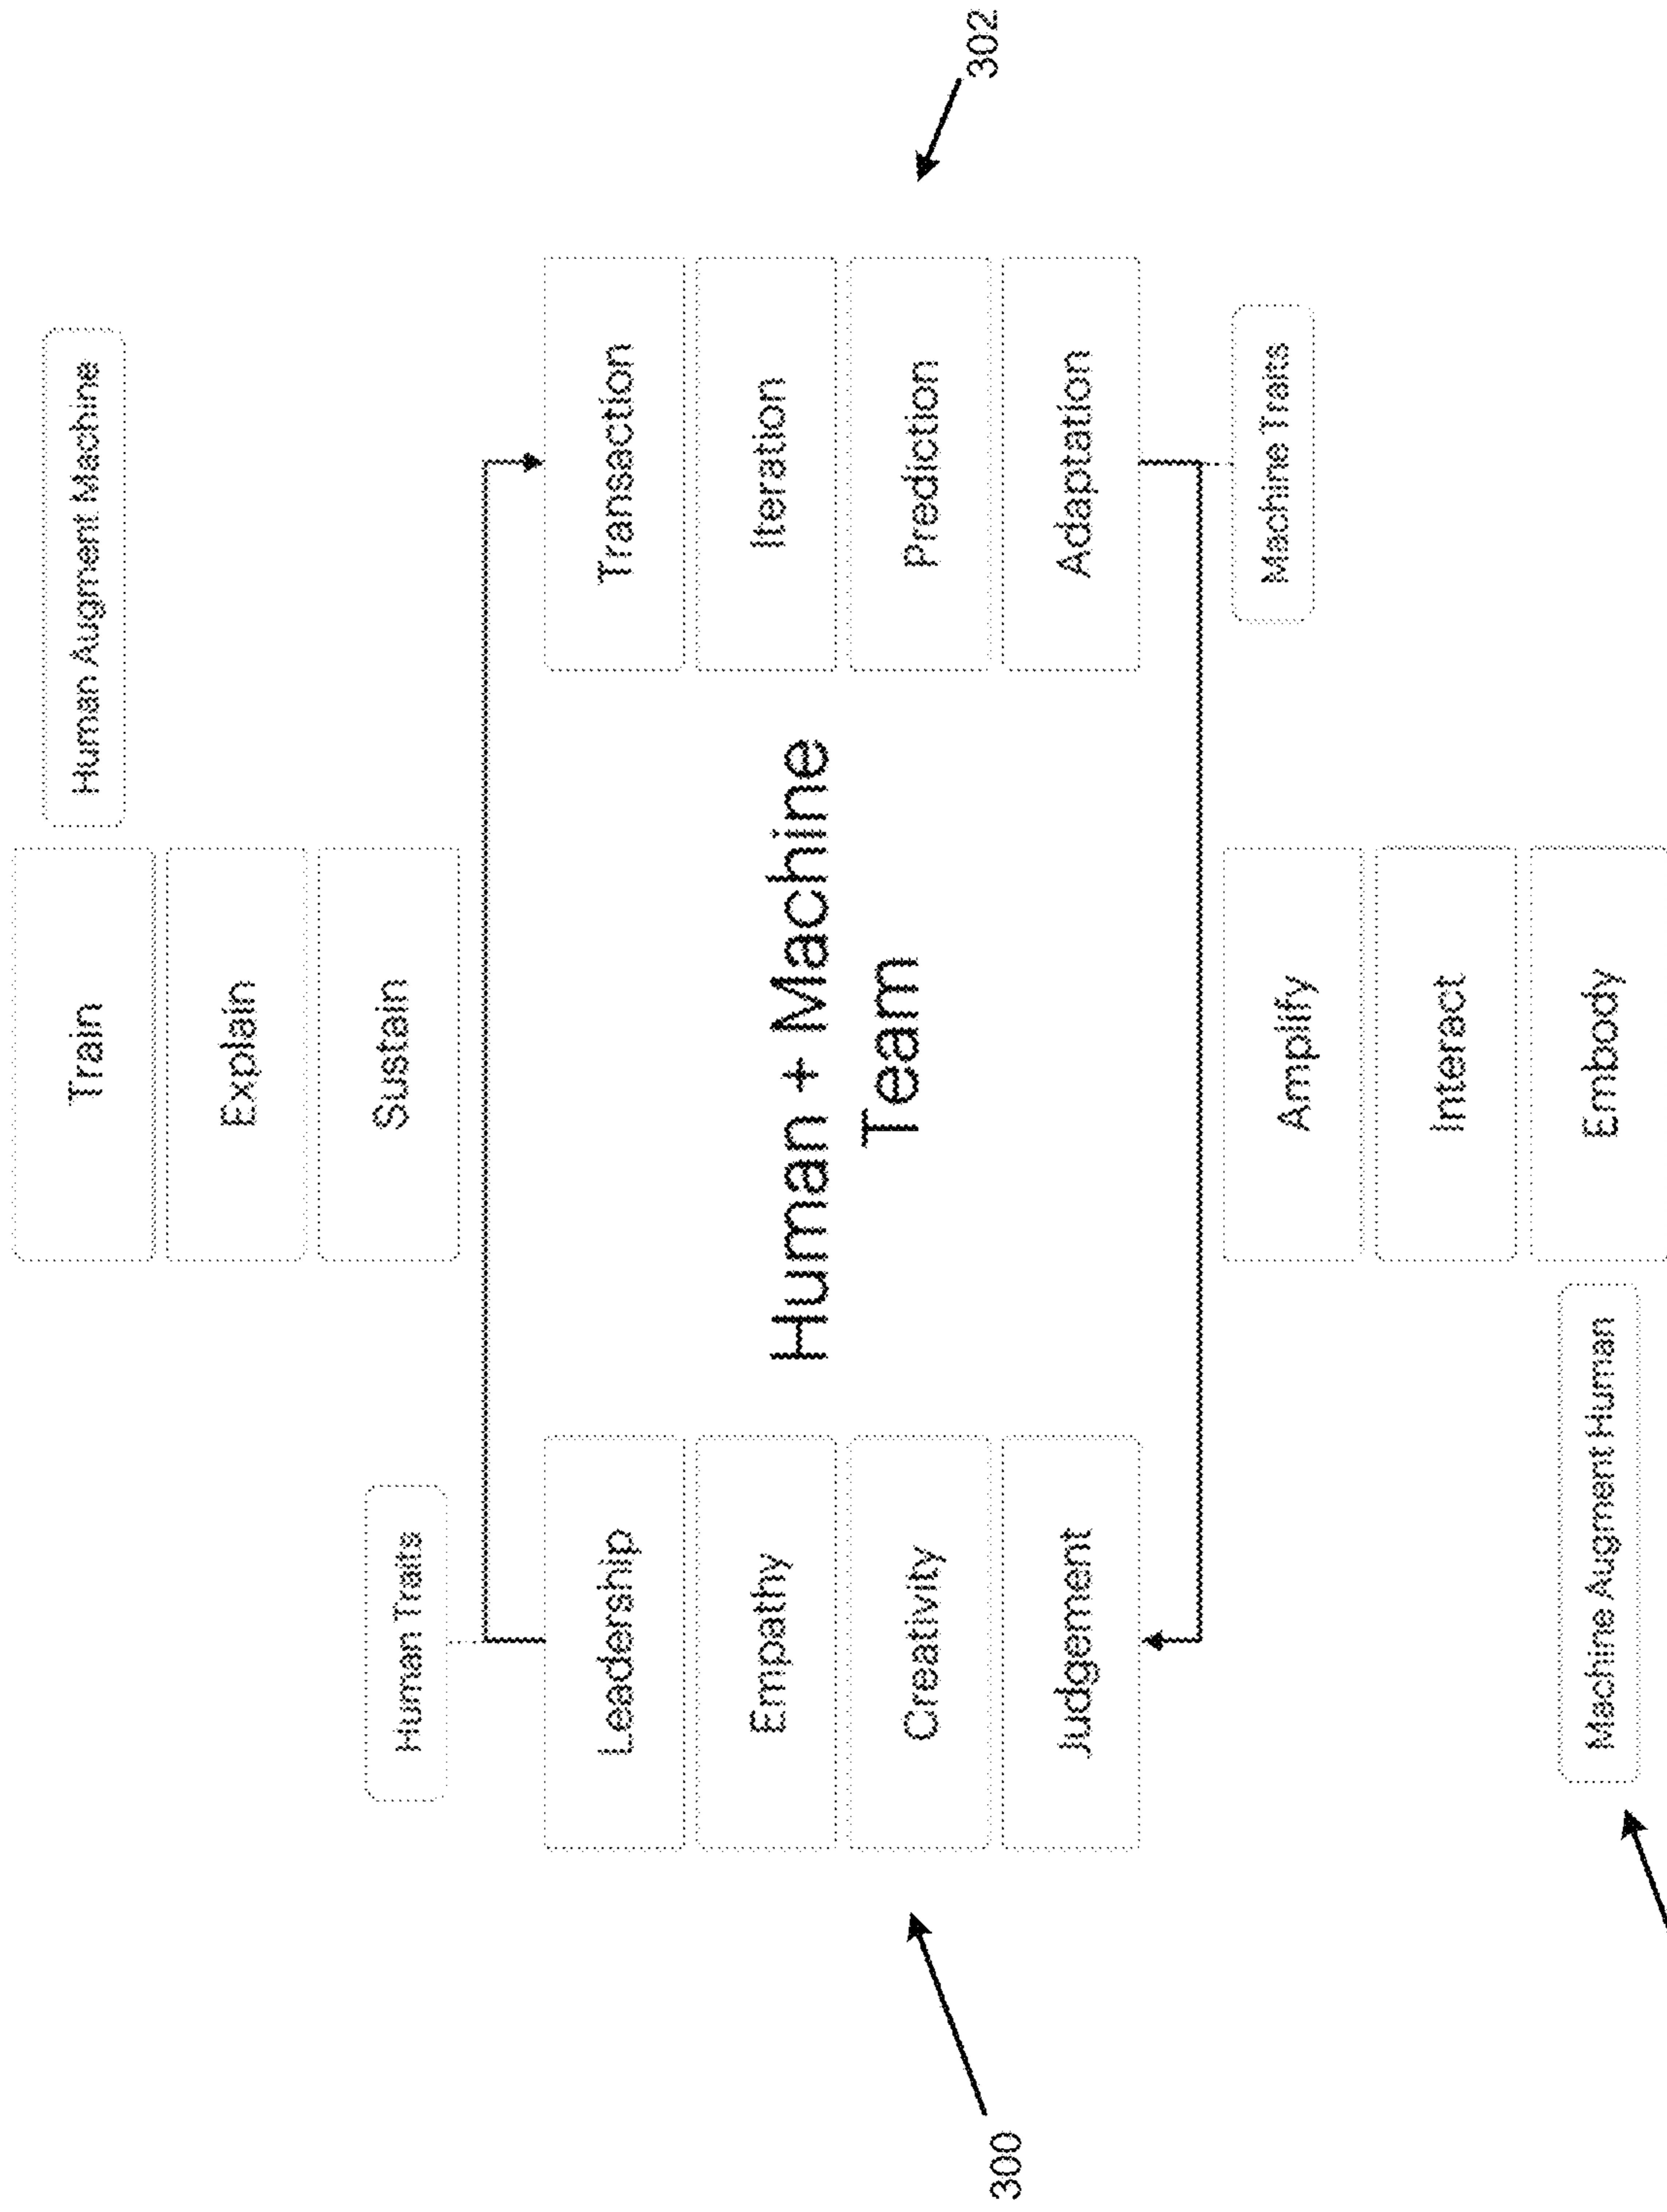 Train
Human Augment Machine
Explain
Sustain
Human Traits
Leadership
Empathy
Creativity
Judgement
Human + Machine
Team
Transaction
Iteration
Prediction
Adaptation
Machine Traits
302
300
Amplify
Interact
Embody
Machine Augment Human